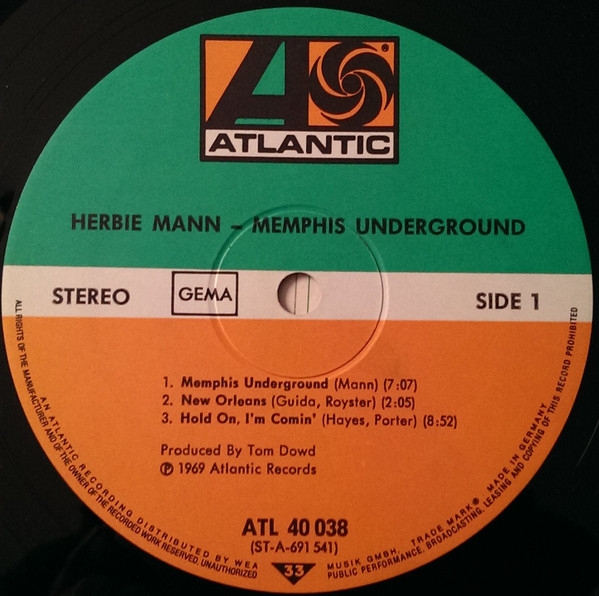 ATLANTIC
HERBIE MANN – MEMPHIS UNDERGROUND
STEREO GEMA SIDE 1
1. Memphis Underground (Mann) (7:07)
2. New Orleans (Guida, Royster) (2:05)
3. Hold On, I'm Comin' (Hayes, Porter) (8:52)
Produced By Tom Dowd
Ⓟ 1969 Atlantic Records
ATL 40 038
(ST-A-691 541)
33
ALL RIGHTS OF THE MANUFACTURER AND OF THE OWNER OF THE RECORDED WORK RESERVED. UNAUTHORIZED PUBLIC PERFORMANCE, BROADCASTING, LEASING AND COPYING OF THIS RECORD PROHIBITED
AN ATLANTIC RECORDING DISTRIBUTED BY WEA MUSIK GMBH. TRADE MARK® MADE IN GERMANY